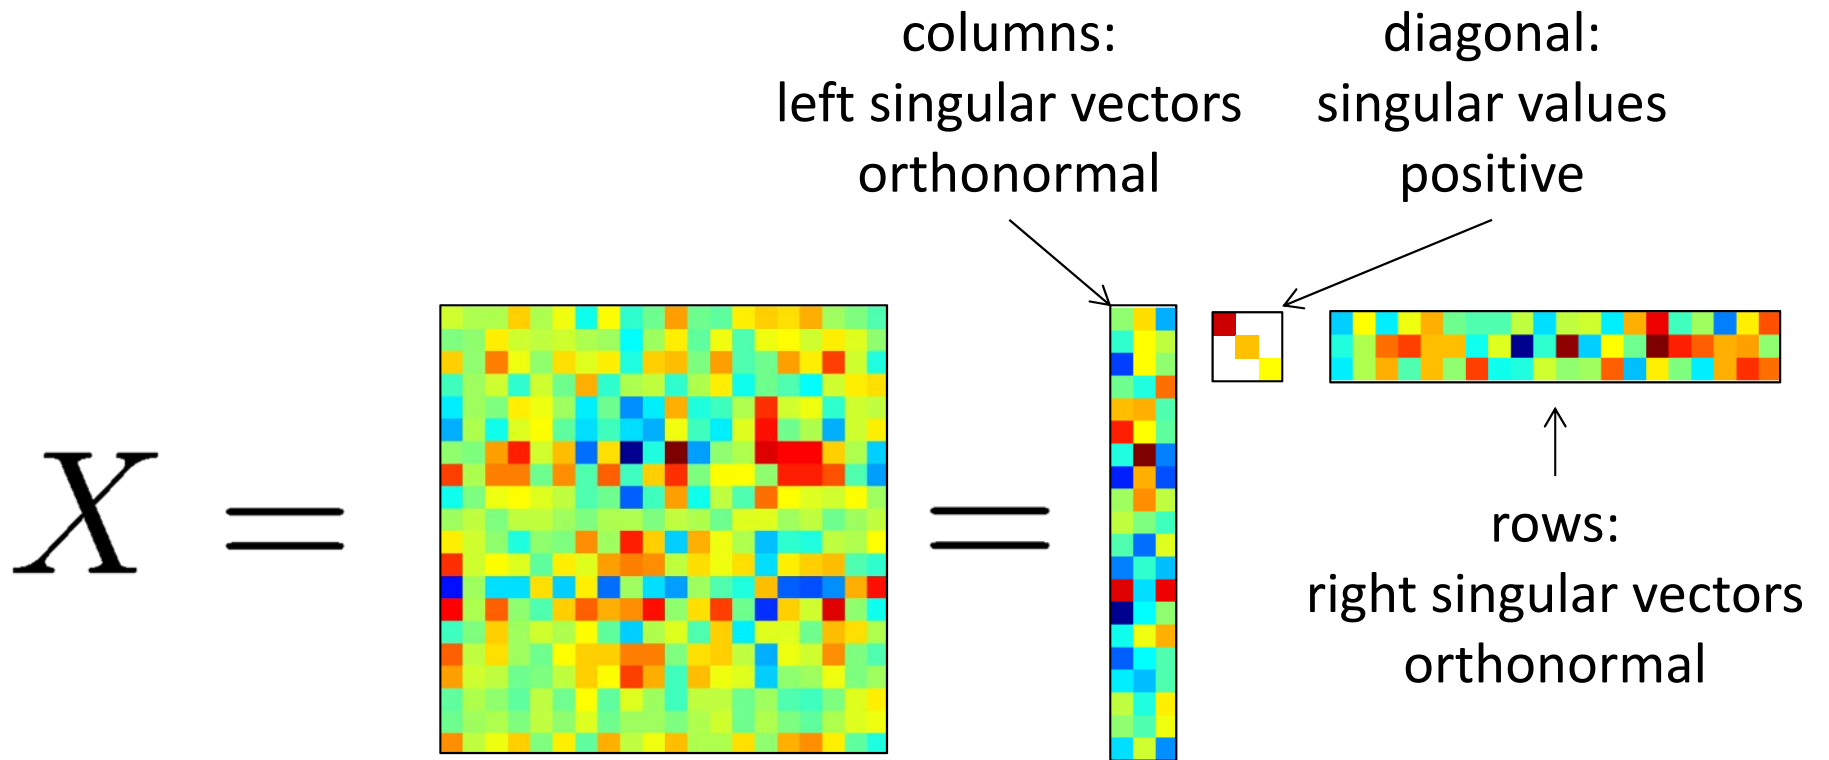 columns:
left singular vectors
orthonormal
diagonal:
singular values
positive
X = =
rows:
right singular vectors
orthonormal